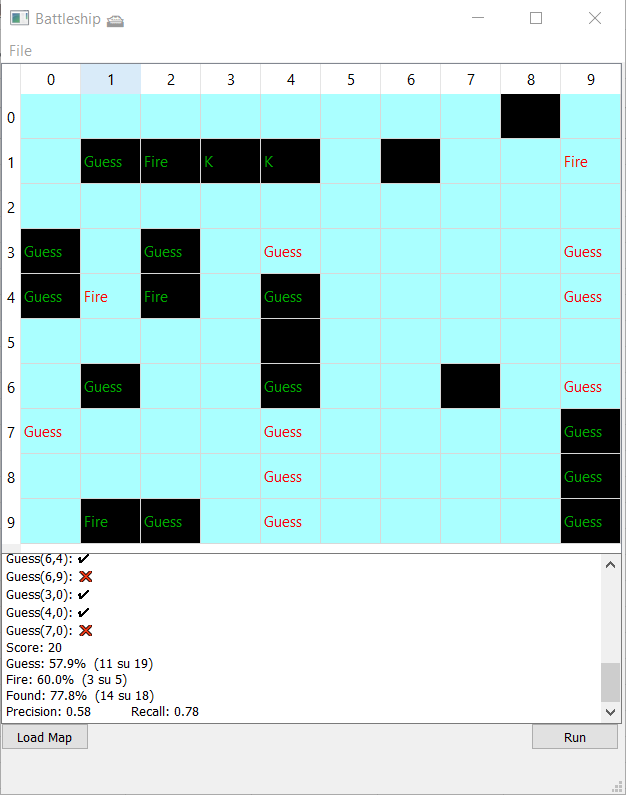 Battleship
File
0 1 2 3 4 5 6 7 8 9
0
1 Guess Fire K K Fire
2
3 Guess Guess Guess Guess
4 Guess Fire Fire Guess Guess
5
6 Guess Guess Guess
7 Guess Guess Guess
8 Guess Guess
9 Fire Guess Guess Guess
Guess(6,4): ✔
Guess(6,9): ❌
Guess(3,0): ✔
Guess(4,0): ✔
Guess(7,0): ❌
Score: 20
Guess: 57.9% (11 su 19)
Fire: 60.0% (3 su 5)
Found: 77.8% (14 su 18)
Precision: 0.58 Recall: 0.78
Load Map Run